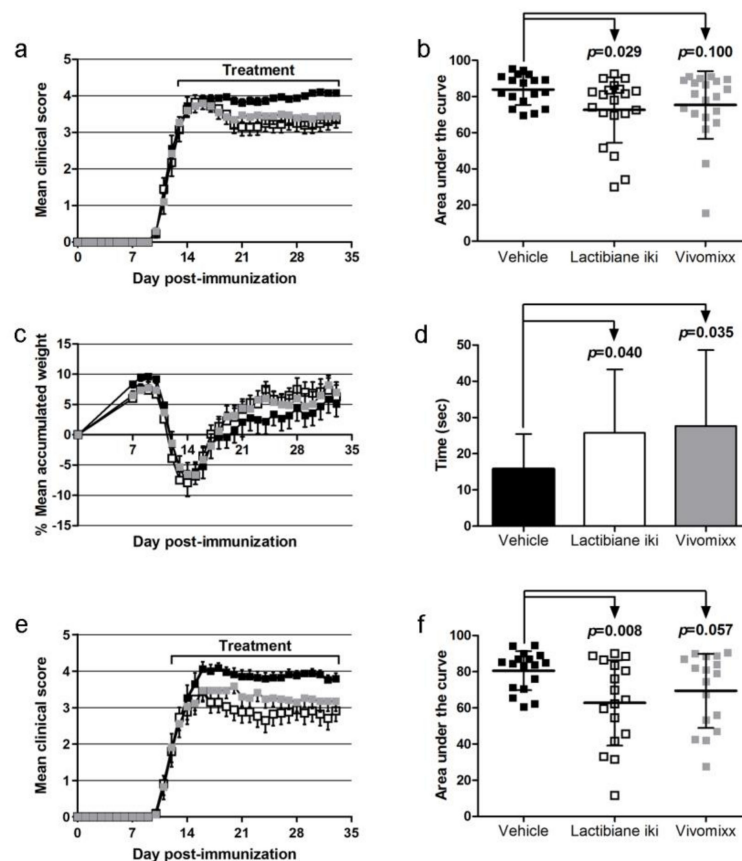 a
5
4
3
2
1
0
0 7 14 21 28 35
Treatment
Mean clinical score
Day post-immunization
b
100
80
60
40
20
0
p=0.029 p=0.100
Area under the curve
Vehicle Lactibiane iki Vivomixx
c
15
10
5
0
-5
-10
-15
7 14 21 28 35
% Mean accumulated weight
Day post-immunization
d
50
40
30
20
10
0
p=0.040 p=0.035
Time (sec)
Vehicle Lactibiane iki Vivomixx
e
5
4
3
2
1
0
0 7 14 21 28 35
Treatment
Mean clinical score
Day post-immunization
f
100
80
60
40
20
0
p=0.008 p=0.057
Area under the curve
Vehicle Lactibiane iki Vivomixx